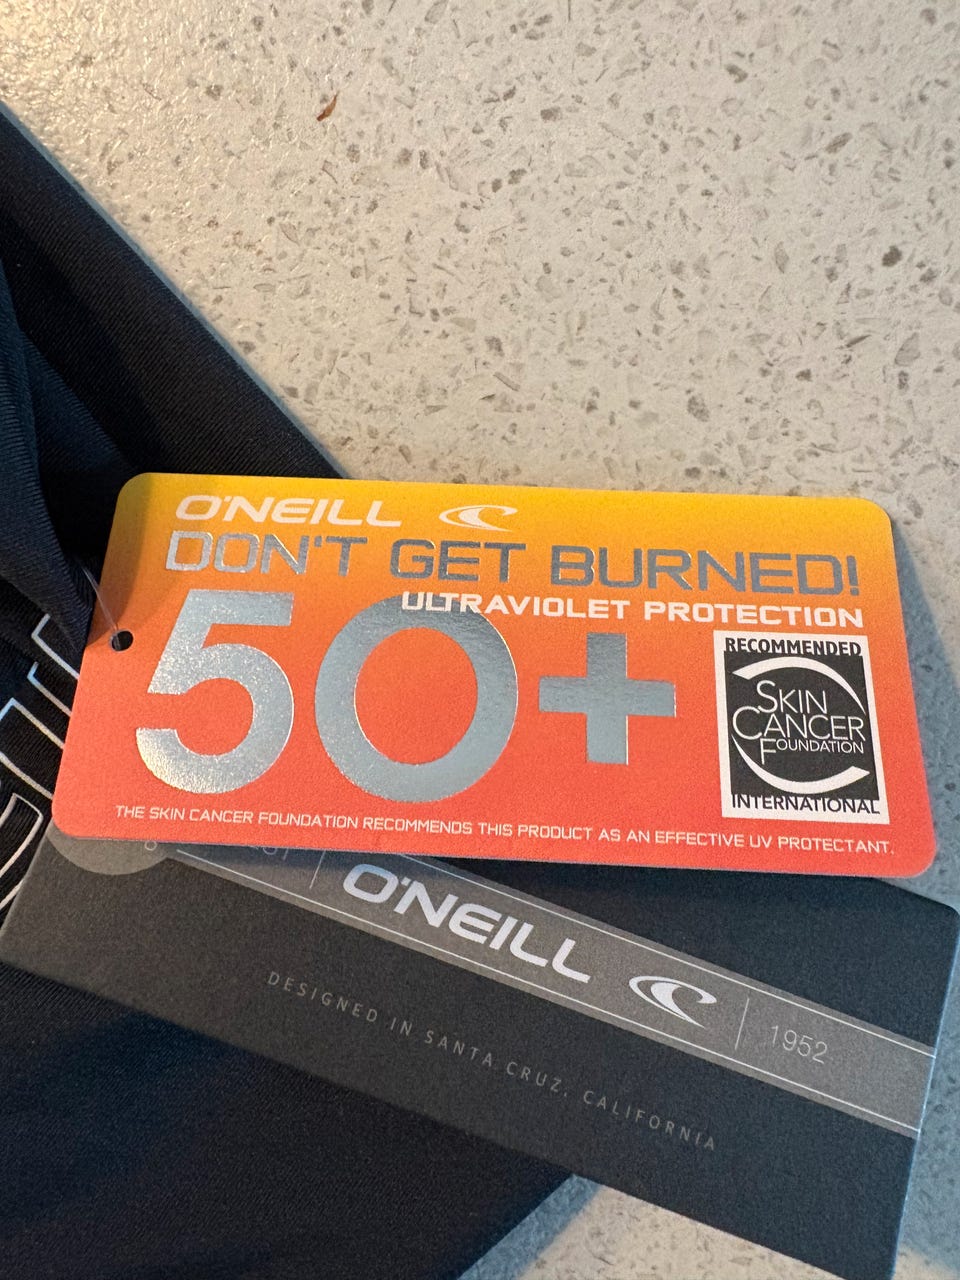 O'NEILL
DON'T GET BURNED!
ULTRAVIOLET PROTECTION
50+
RECOMMENDED
SKIN
CANCER
FOUNDATION
INTERNATIONAL
THE SKIN CANCER FOUNDATION RECOMMENDS THIS PRODUCT AS AN EFFECTIVE UV PROTECTANT.
O'NEILL
1952
DESIGNED IN SANTA CRUZ, CALIFORNIA